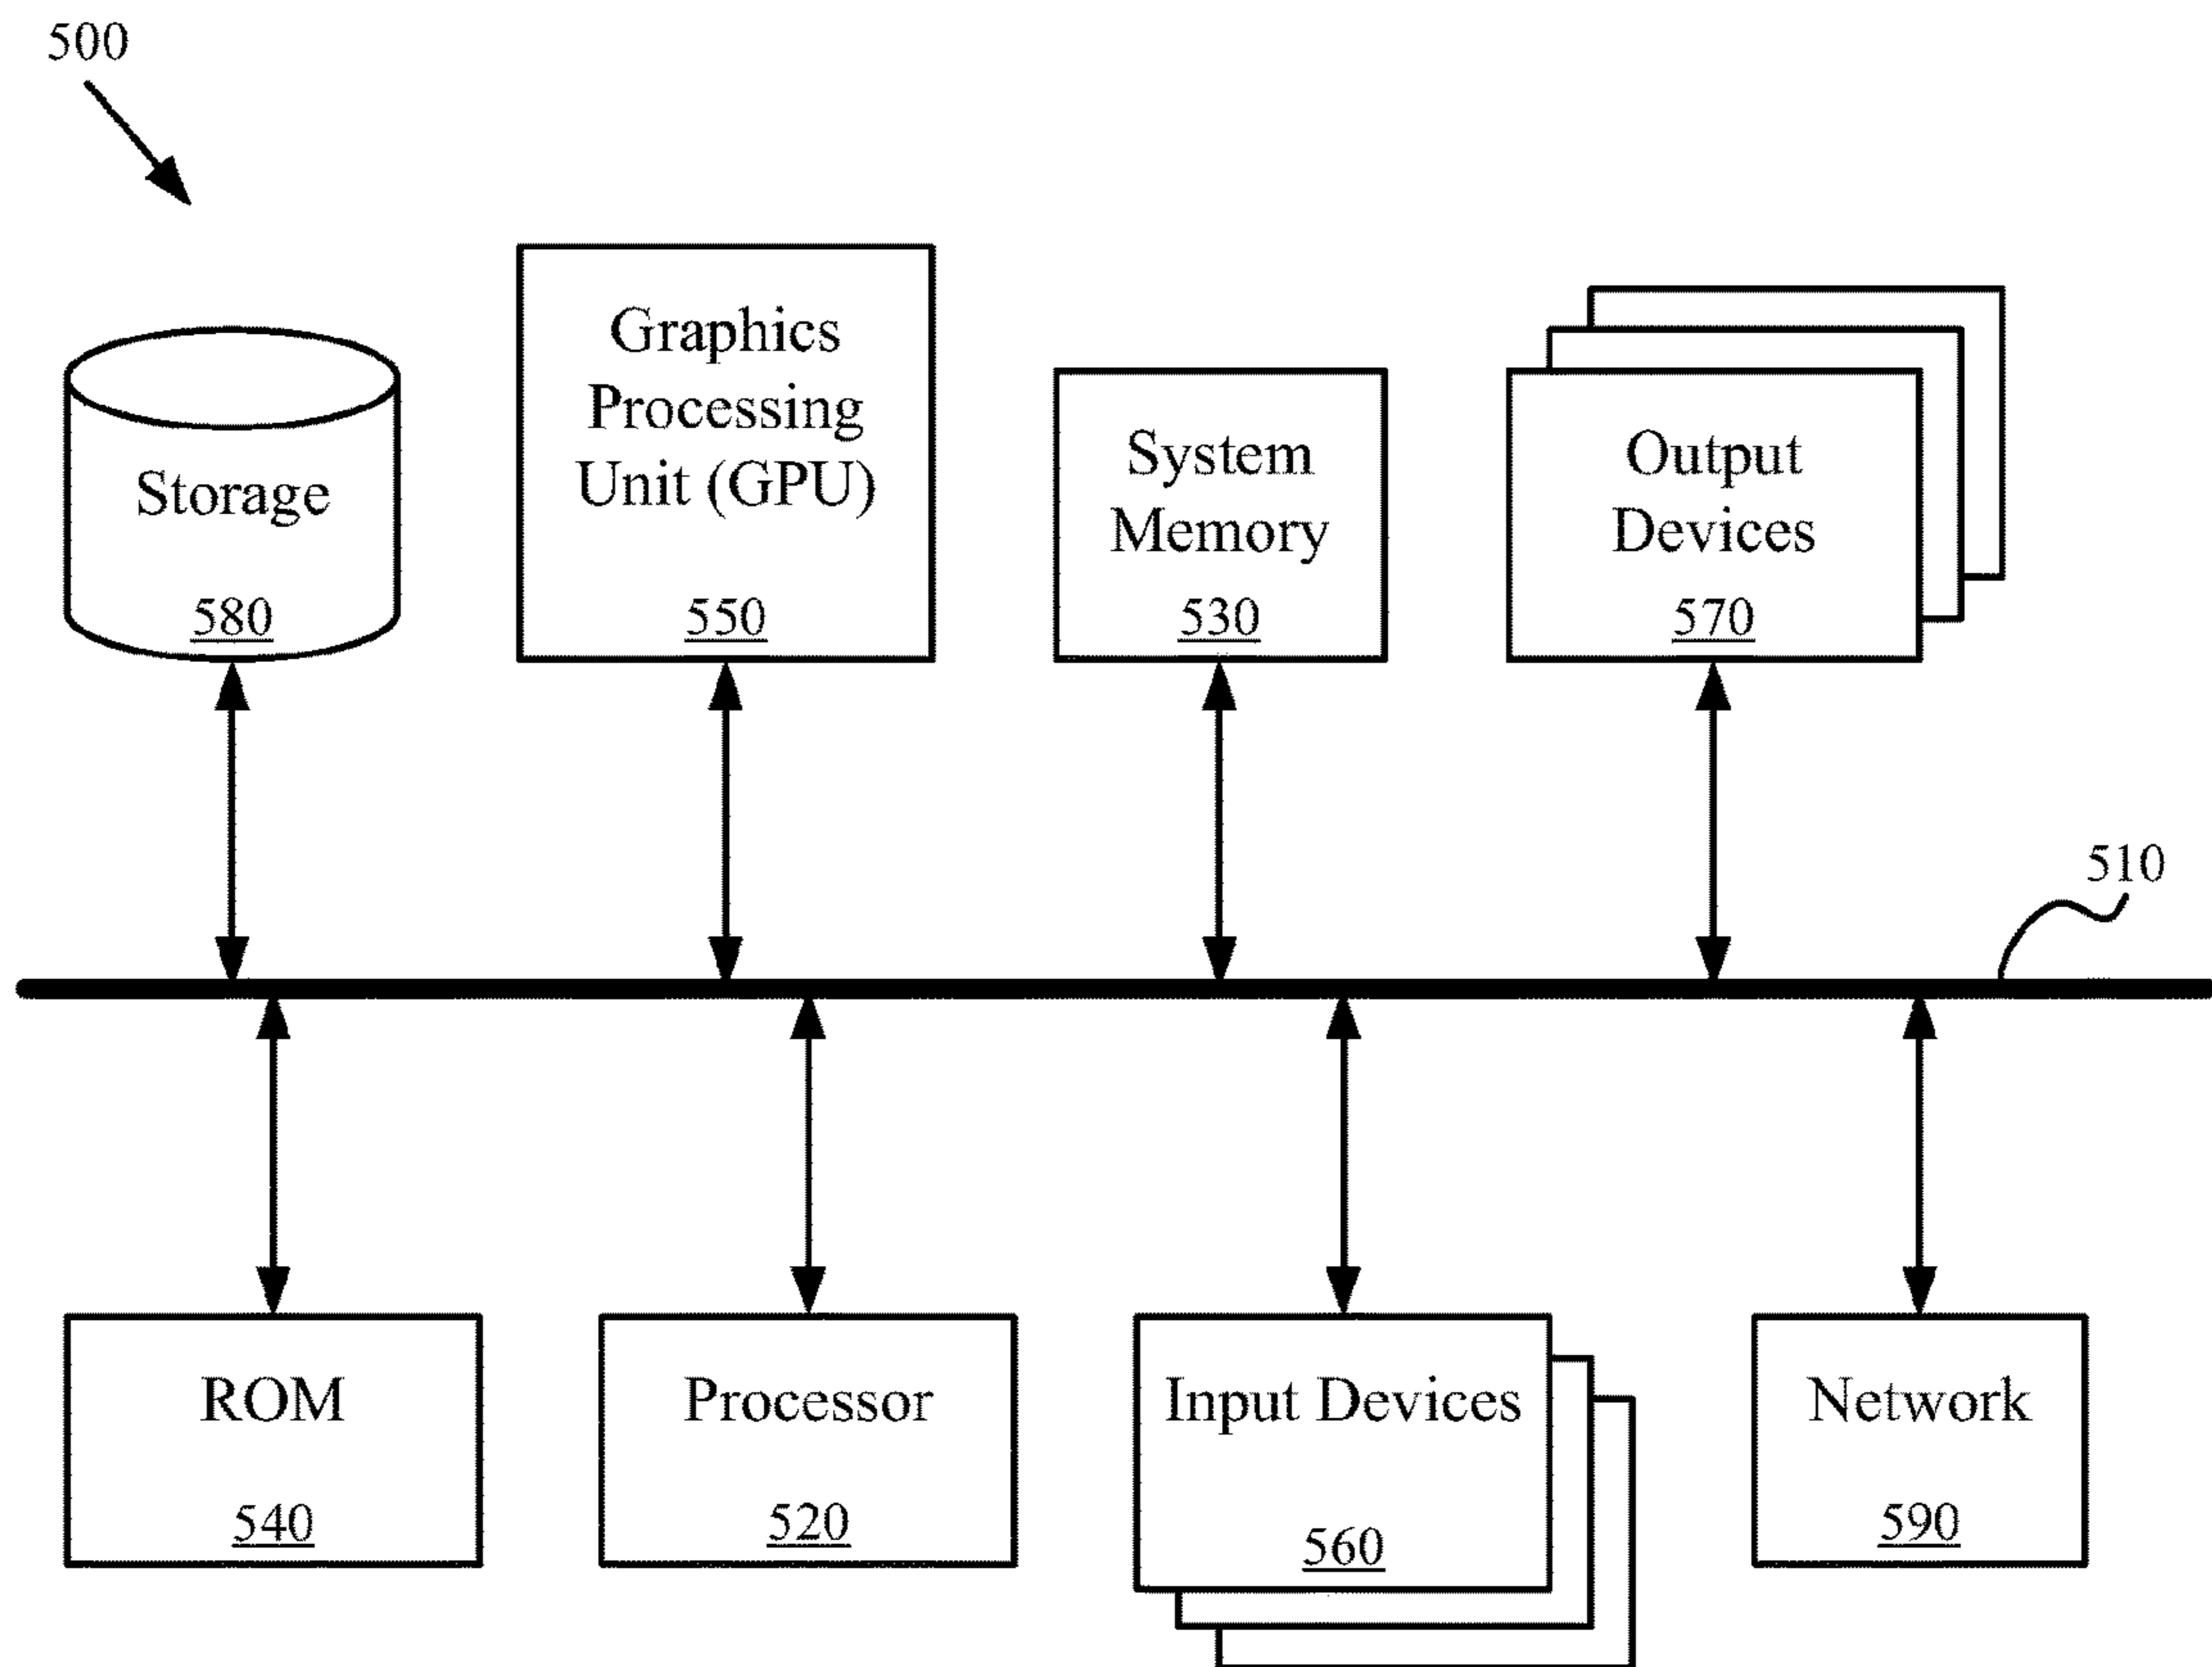 500
Storage
580
Graphics
Processing
Unit (GPU)
550
System
Memory
530
Output
Devices
570
510
ROM
540
Processor
520
Input Devices
560
Network
590